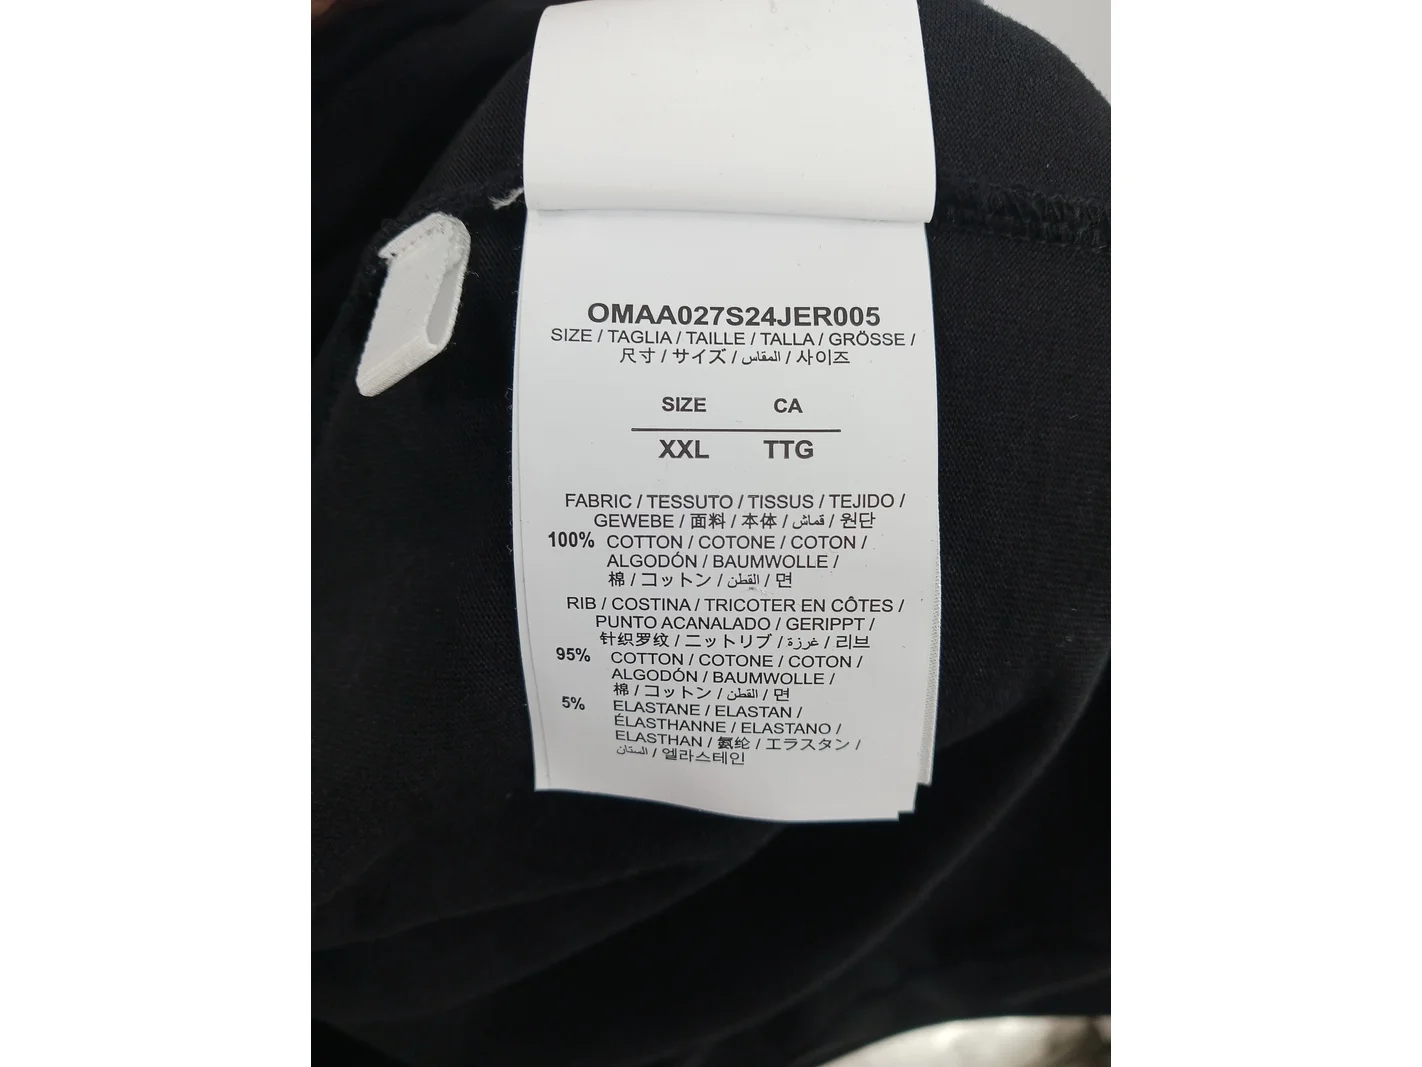 OMAA027S24JER005
SIZE / TAGLIA / TAILLE / TALLA / GRÖSSE /
尺寸 / サイズ / المقاس / 사이즈
SIZE CA
XXL TTG
FABRIC / TESSUTO / TISSUS / TEJIDO /
GEWEBE / 面料 / 本体 / قماش / 원단
100% COTTON / COTONE / COTON /
ALGODÓN / BAUMWOLLE /
棉 / コットン / القطن / 면
RIB / COSTINA / TRICOTER EN CÔTES /
PUNTO ACANALADO / GERIPPT /
针织罗纹 / ニットリブ / غرزة / 리브
95% COTTON / COTONE / COTON /
ALGODÓN / BAUMWOLLE /
棉 / コットン / القطن / 면
5% ELASTANE / ELASTAN /
ÉLASTHANNE / ELASTANO /
ELASTHAN / 氨纶 / エラスタン /
الستان / 엘라스테인